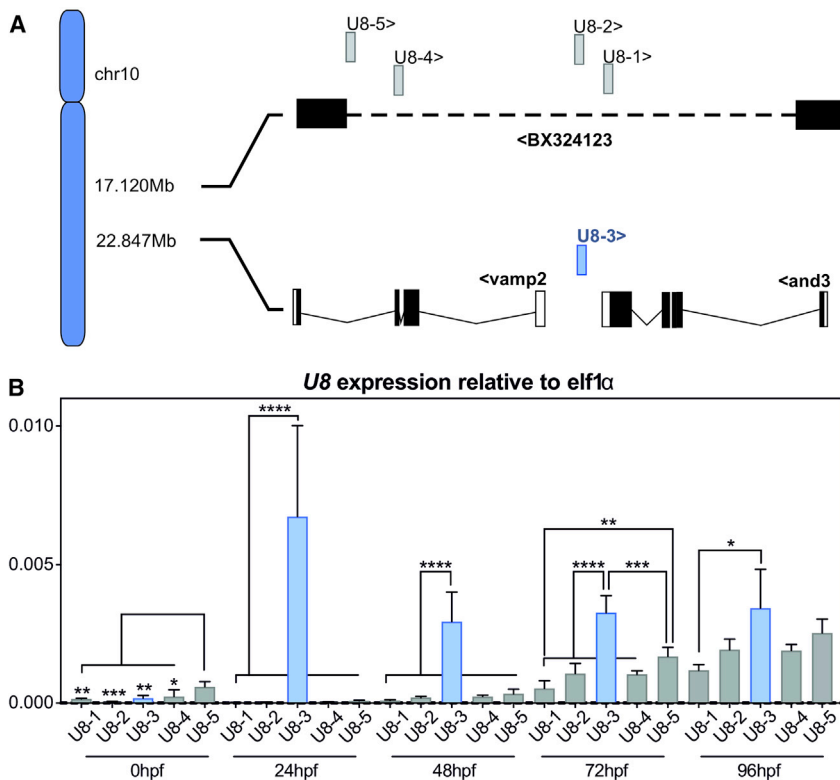 A
U8-5>
U8-2>
U8-4>
U8-1>
chr10
<BX324123
17.120Mb
22.847Mb
U8-3>
<vamp2
<and3
B
U8 expression relative to elf1α
0.010
0.005
0.000
****
****
**
****
***
*
**
***
**
*
U8-1
U8-2
U8-3
U8-4
U8-5
U8-1
U8-2
U8-3
U8-4
U8-5
U8-1
U8-2
U8-3
U8-4
U8-5
U8-1
U8-2
U8-3
U8-4
U8-5
U8-1
U8-2
U8-3
U8-4
U8-5
0hpf
24hpf
48hpf
72hpf
96hpf